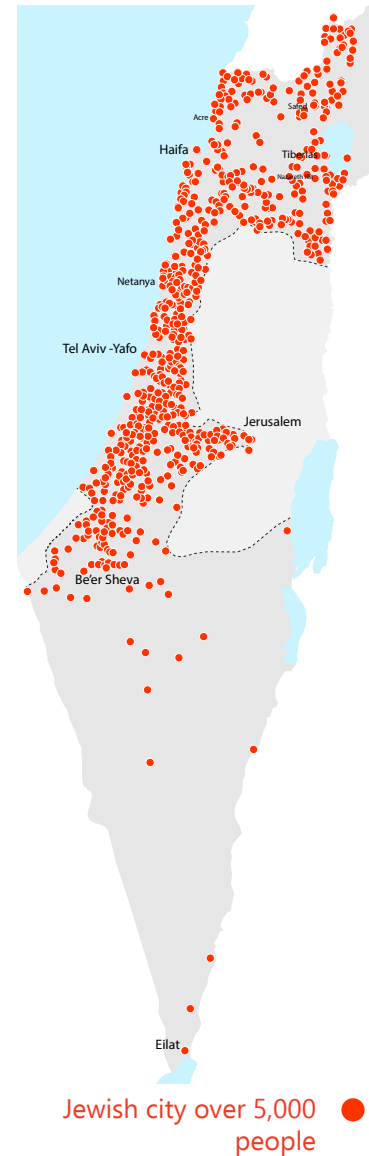 Safed
Acre
Haifa
Tiberias
Netanya
Tel Aviv -Yafo
Jerusalem
Be'er Sheva
Eilat
Jewish city over 5,000
people